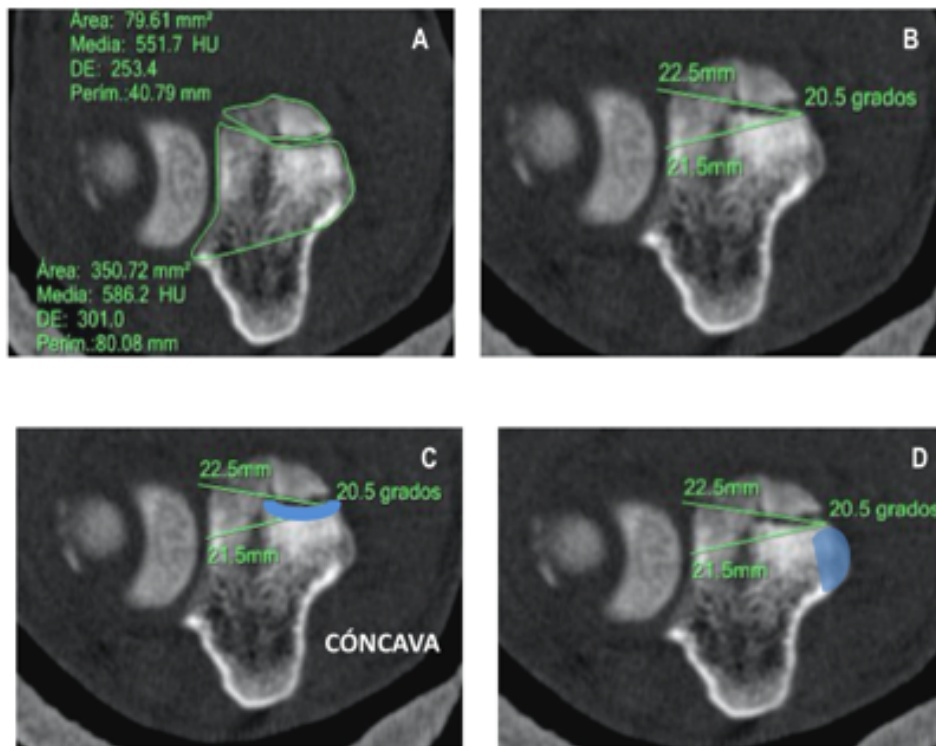 Área: 79.61 mm²
Media: 551.7 HU
DE: 253.4
Perím.:40.79 mm
A
Área: 350.72 mm²
Media: 586.2 HU
DE: 301.0
Perím.:80.08 mm
B
22.5mm
20.5 grados
21.5mm
C
22.5mm
20.5 grados
21.5mm
CÓNCAVA
D
22.5mm
20.5 grados
21.5mm